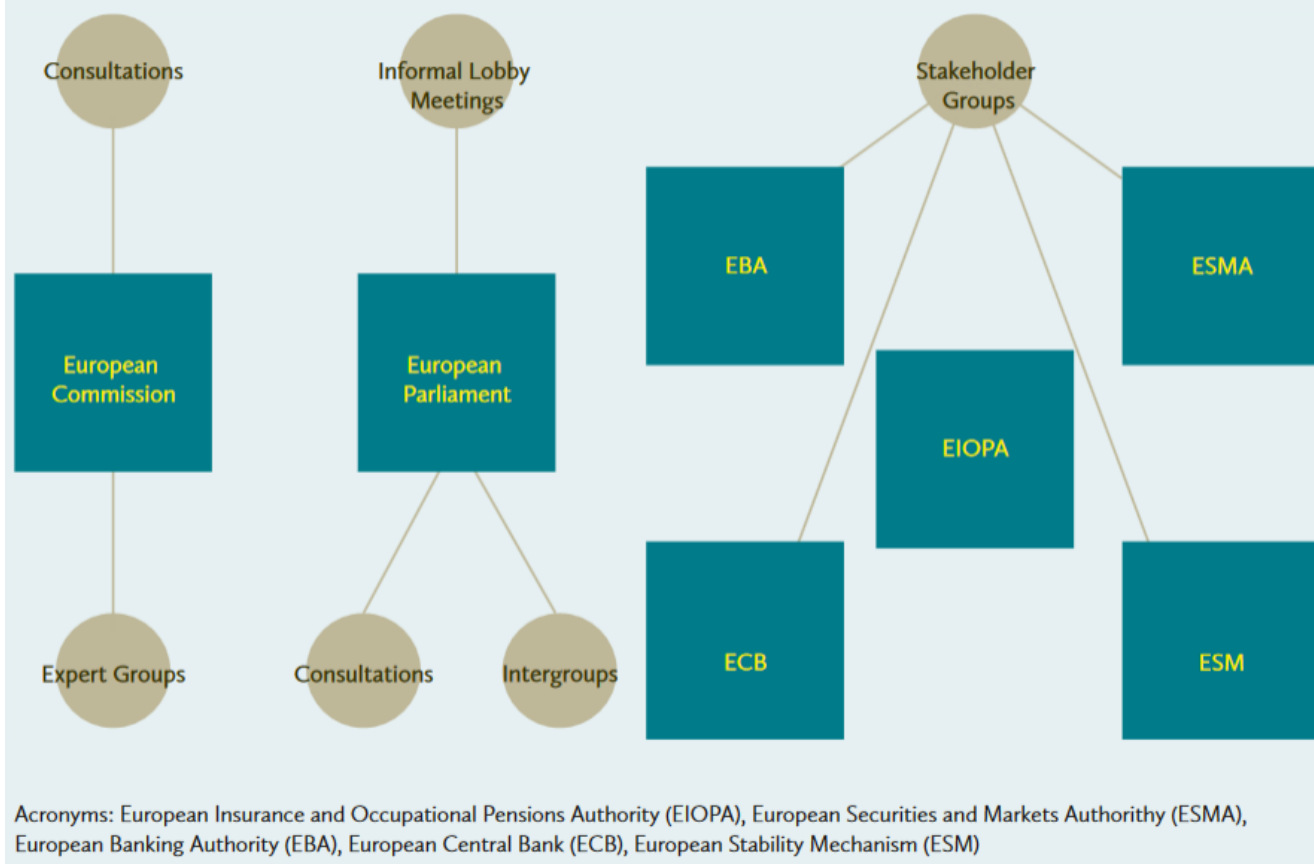 Consultations
Informal Lobby
Meetings
Stakeholder
Groups
EBA
ESMA
European
Commission
European
Parliament
EIOPA
Expert Groups
Consultations
Intergroups
ECB
ESM
Acronyms: European Insurance and Occupational Pensions Authority (EIOPA), European Securities and Markets Authorithy (ESMA),
European Banking Authority (EBA), European Central Bank (ECB), European Stability Mechanism (ESM)